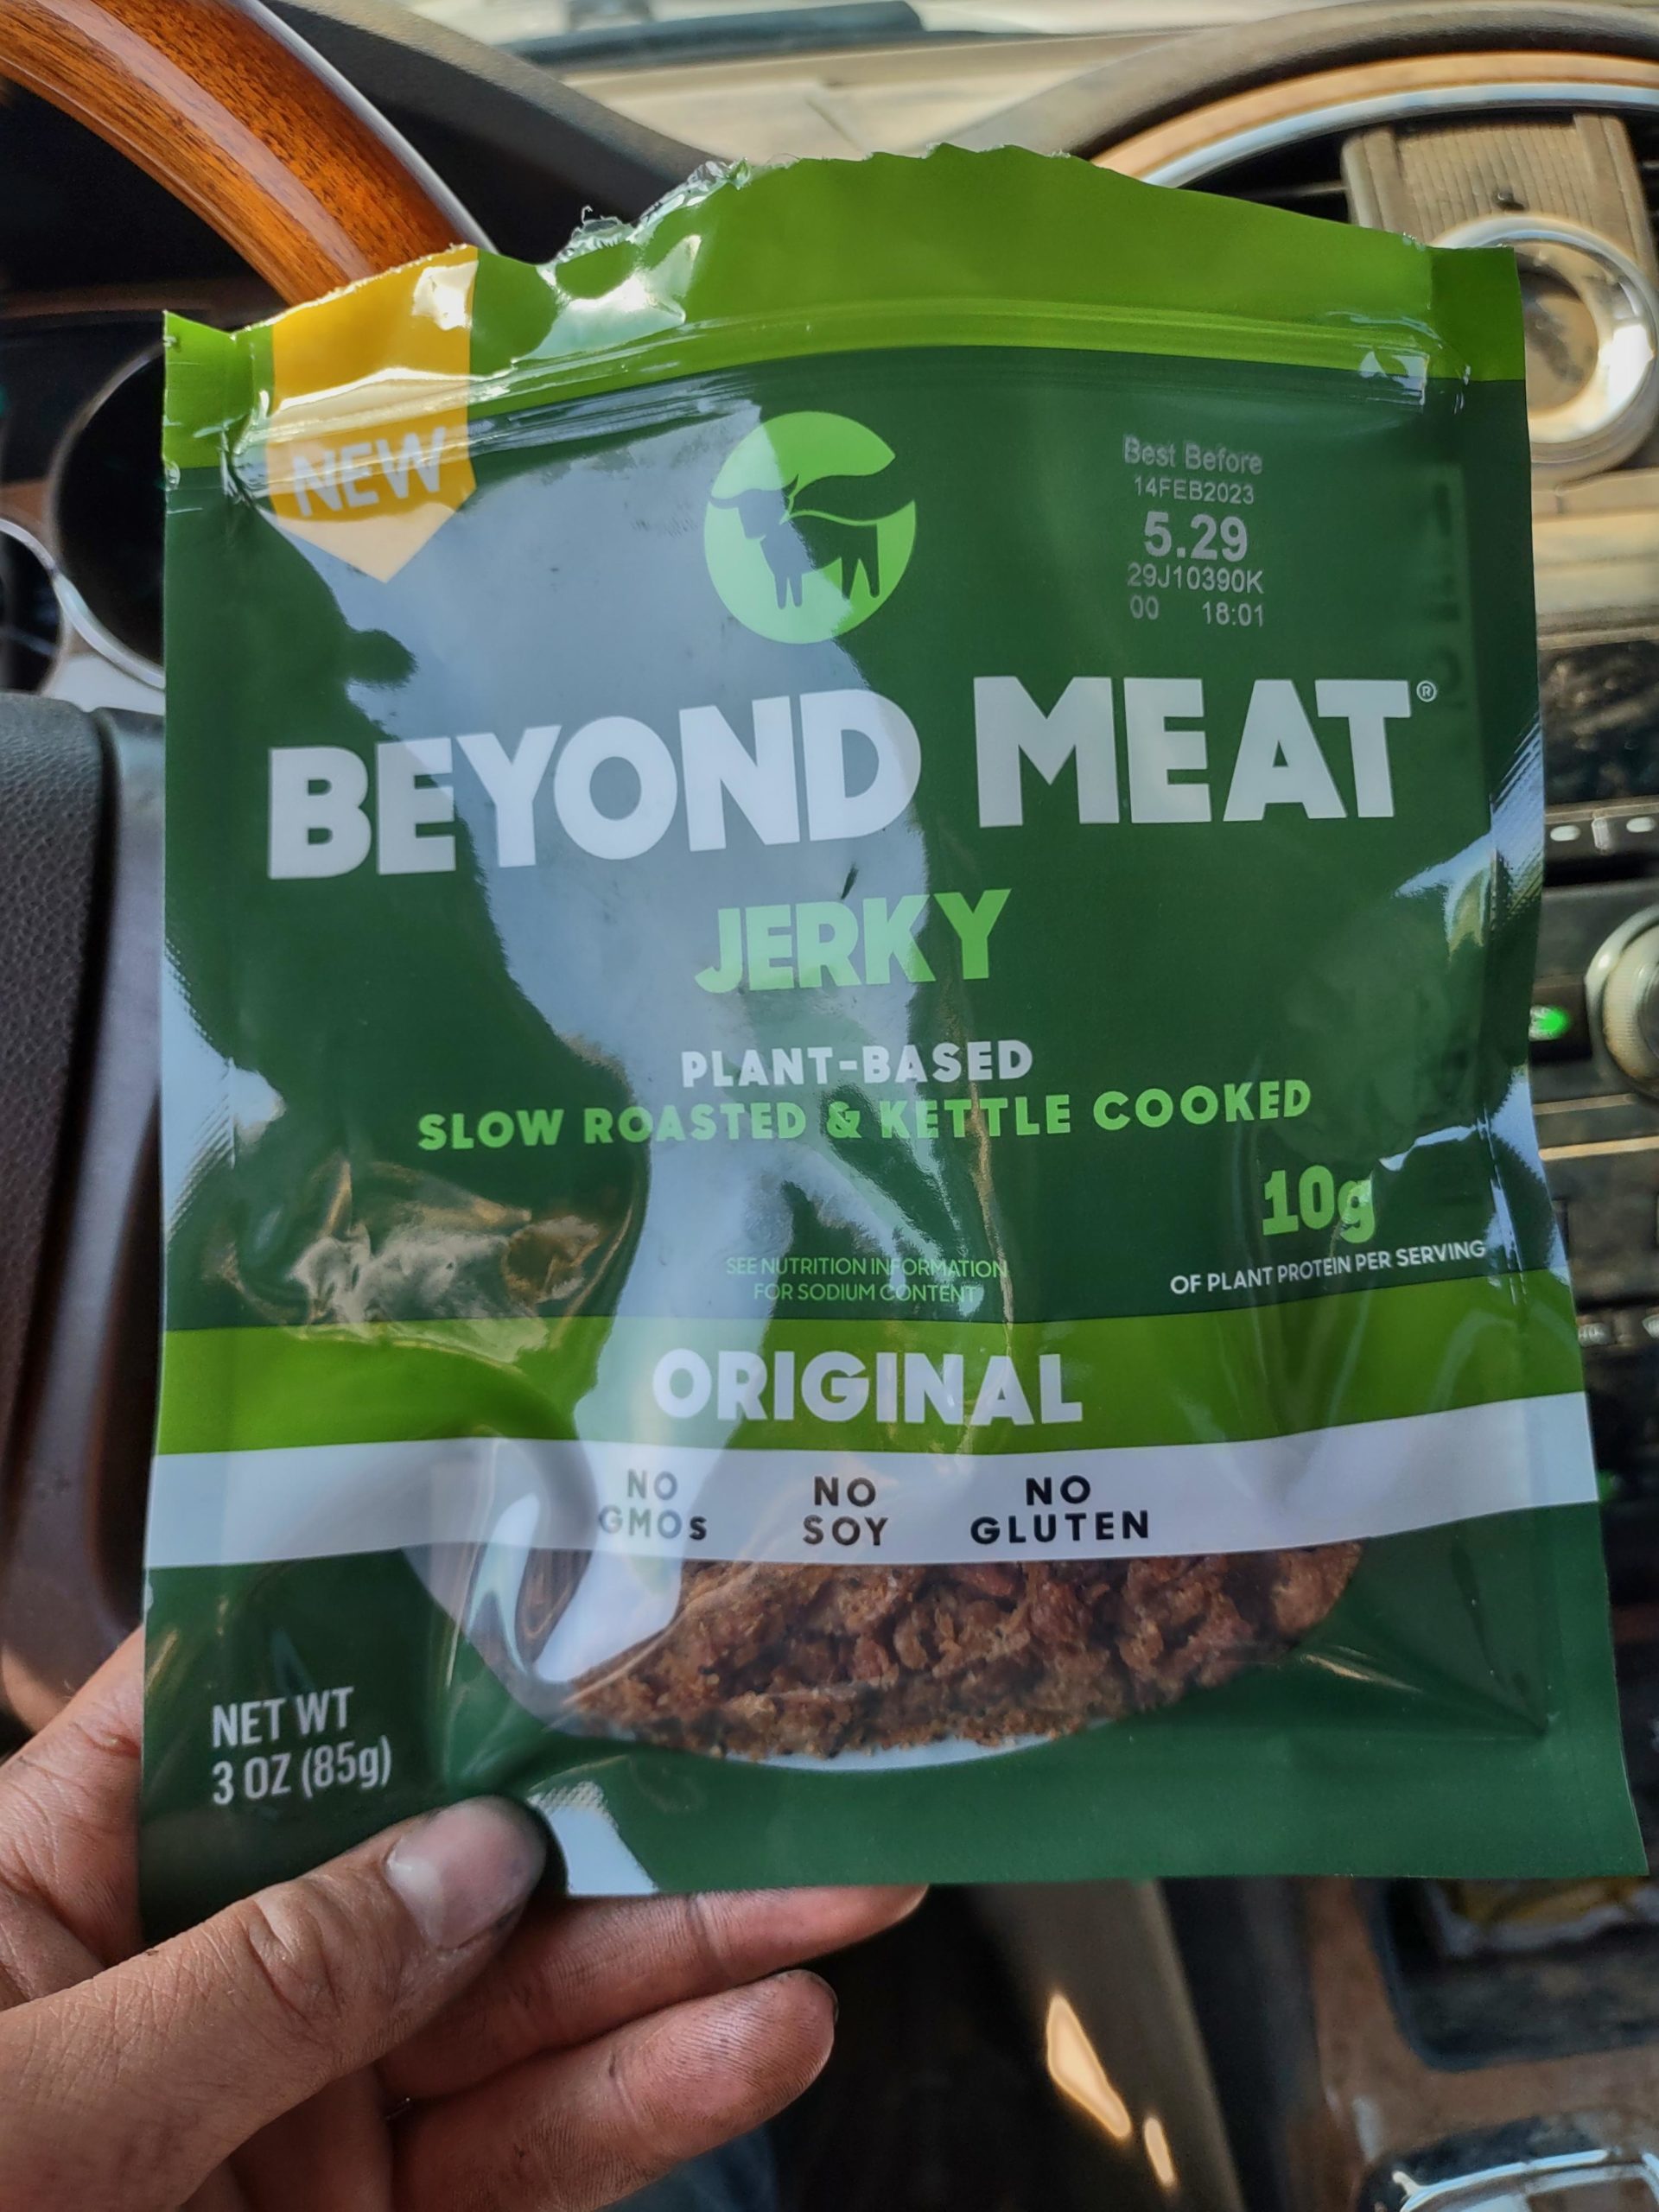 NEW
Best Before
14FEB2023
5.29
29J10390K
00 18:01
BEYOND MEAT®
JERKY
PLANT-BASED
SLOW ROASTED & KETTLE COOKED
10g
OF PLANT PROTEIN PER SERVING
SEE NUTRITION INFORMATION
FOR SODIUM CONTENT
ORIGINAL
NO
GMOs
NO
SOY
NO
GLUTEN
NET WT
3 OZ (85g)